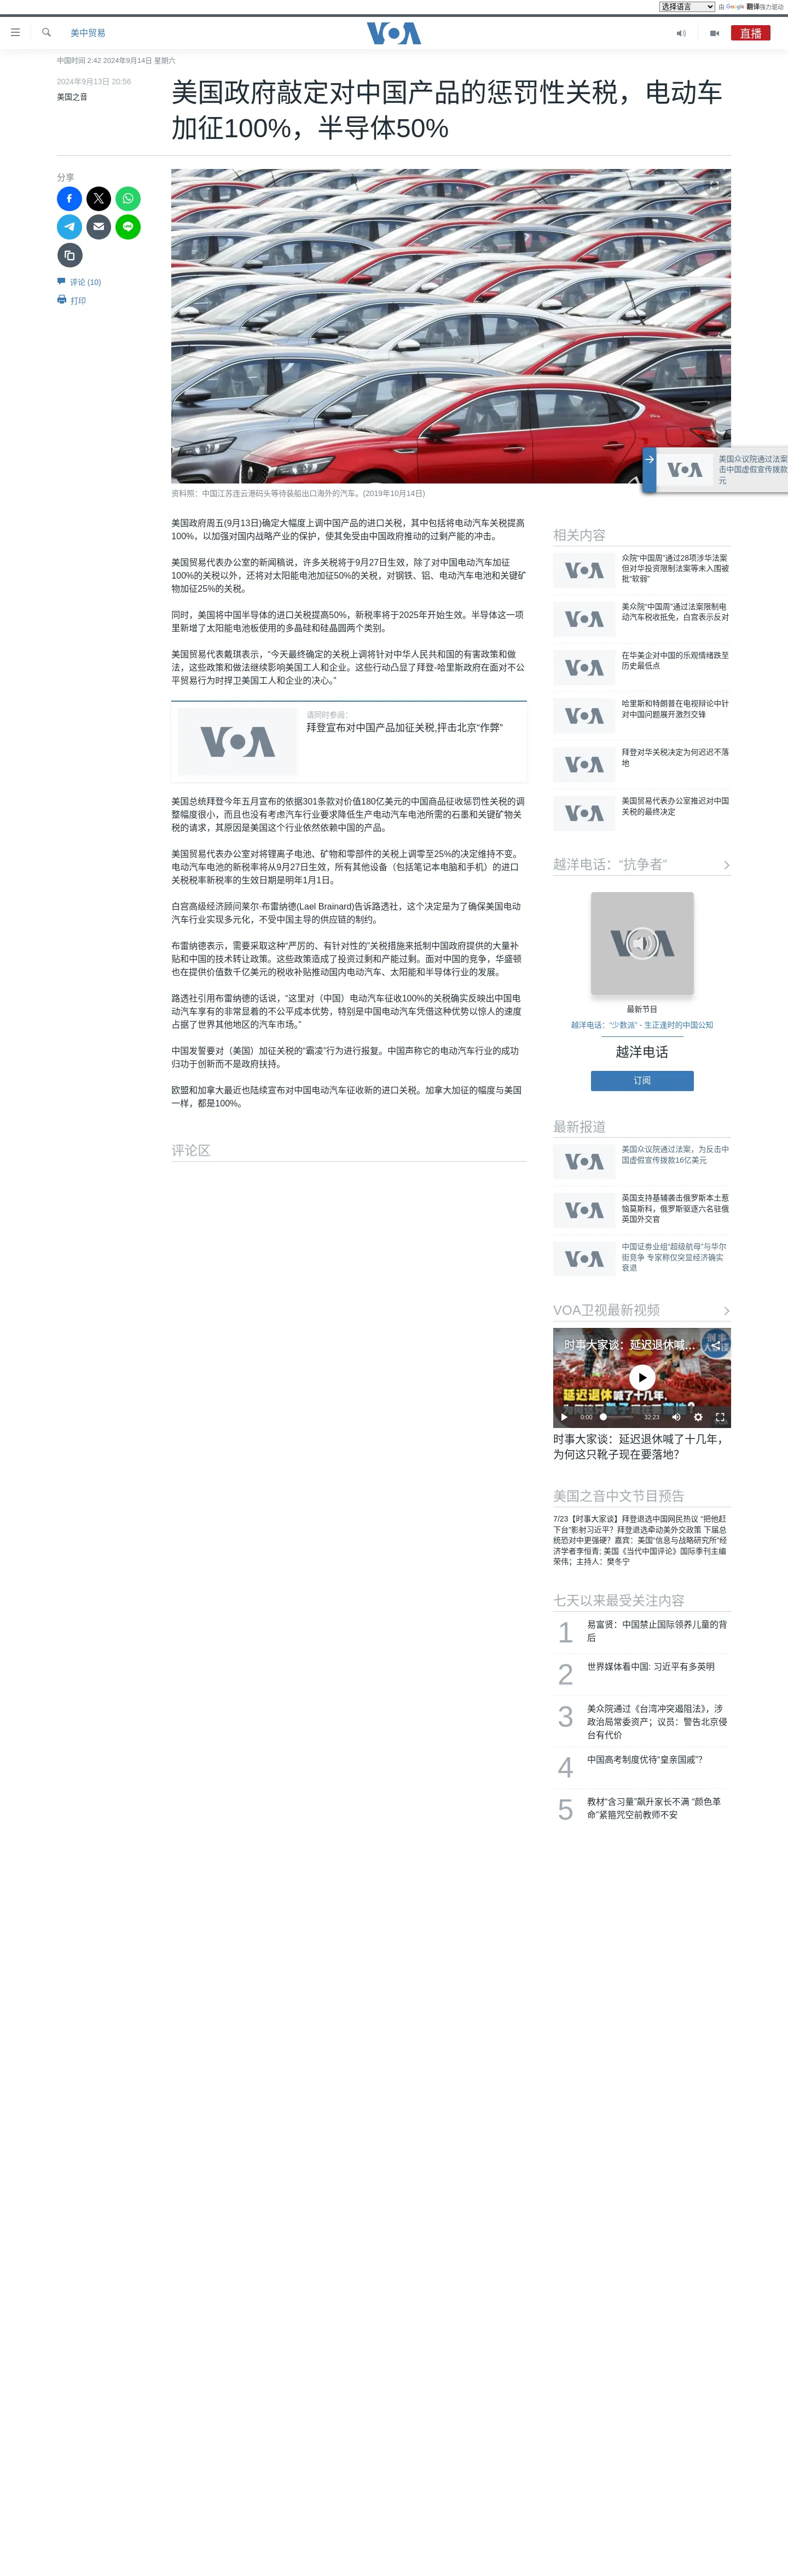 选择语言 由 Google 翻译强力驱动
美中贸易
VOA
直播
中国时间 2:42 2024年9月14日 星期六
2024年9月13日 20:56
美国之音
美国政府敲定对中国产品的惩罚性关税，电动车
加征100%，半导体50%
分享
评论 (10)
打印
美国众议院通过法案
击中国虚假宣传拨款
元
资料照：中国江苏连云港码头等待装船出口海外的汽车。(2019年10月14日)
美国政府周五(9月13日)确定大幅度上调中国产品的进口关税，其中包括将电动汽车关税提高
100%，以加强对国内战略产业的保护，使其免受由中国政府推动的过剩产能的冲击。
美国贸易代表办公室的新闻稿说，许多关税将于9月27日生效，除了对中国电动汽车加征
100%的关税以外，还将对太阳能电池加征50%的关税，对钢铁、铝、电动汽车电池和关键矿
物加征25%的关税。
同时，美国将中国半导体的进口关税提高50%，新税率将于2025年开始生效。半导体这一项
里新增了太阳能电池板使用的多晶硅和硅晶圆两个类别。
美国贸易代表戴琪表示，“今天最终确定的关税上调将针对中华人民共和国的有害政策和做
法，这些政策和做法继续影响美国工人和企业。这些行动凸显了拜登-哈里斯政府在面对不公
平贸易行为时捍卫美国工人和企业的决心。”
请同时参阅：
拜登宣布对中国产品加征关税,抨击北京“作弊”
美国总统拜登今年五月宣布的依据301条款对价值180亿美元的中国商品征收惩罚性关税的调
整幅度很小，而且也没有考虑汽车行业要求降低生产电动汽车电池所需的石墨和关键矿物关
税的请求，其原因是美国这个行业依然依赖中国的产品。
美国贸易代表办公室对将锂离子电池、矿物和零部件的关税上调零至25%的决定维持不变。
电动汽车电池的新税率将从9月27日生效，所有其他设备（包括笔记本电脑和手机）的进口
关税税率新税率的生效日期是明年1月1日。
白宫高级经济顾问莱尔·布雷纳德(Lael Brainard)告诉路透社，这个决定是为了确保美国电动
汽车行业实现多元化，不受中国主导的供应链的制约。
布雷纳德表示，需要采取这种“严厉的、有针对性的”关税措施来抵制中国政府提供的大量补
贴和中国的技术转让政策。这些政策造成了投资过剩和产能过剩。面对中国的竞争，华盛顿
也在提供价值数千亿美元的税收补贴推动国内电动汽车、太阳能和半导体行业的发展。
路透社引用布雷纳德的话说，“这里对（中国）电动汽车征收100%的关税确实反映出中国电
动汽车享有的非常显着的不公平成本优势，特别是中国电动汽车凭借这种优势以惊人的速度
占据了世界其他地区的汽车市场。”
中国发誓要对（美国）加征关税的“霸凌”行为进行报复。中国声称它的电动汽车行业的成功
归功于创新而不是政府扶持。
欧盟和加拿大最近也陆续宣布对中国电动汽车征收新的进口关税。加拿大加征的幅度与美国
一样，都是100%。
评论区
相关内容
众院“中国周”通过28项涉华法案
但对华投资限制法案等未入围被
批“软弱”
美众院“中国周”通过法案限制电
动汽车税收抵免，白宫表示反对
在华美企对中国的乐观情绪跌至
历史最低点
哈里斯和特朗普在电视辩论中针
对中国问题展开激烈交锋
拜登对华关税决定为何迟迟不落
地
美国贸易代表办公室推迟对中国
关税的最终决定
越洋电话：“抗争者”
最新节目
越洋电话：“少数派” - 生正逢时的中国公知
越洋电话
订阅
最新报道
美国众议院通过法案，为反击中
国虚假宣传拨款16亿美元
英国支持基辅袭击俄罗斯本土惹
恼莫斯科，俄罗斯驱逐六名驻俄
英国外交官
中国证劵业组“超级航母”与华尔
街竞争 专家称仅突显经济确实
衰退
VOA卫视最新视频
时事大家谈：延迟退休喊...
延迟退休喊了十几年，
0:00 32:23
时事大家谈：延迟退休喊了十几年，
为何这只靴子现在要落地？
美国之音中文节目预告
7/23【时事大家谈】拜登退选中国网民热议 “把他赶
下台”影射习近平？拜登退选牵动美外交政策 下届总
统恐对中更强硬？嘉宾：美国“信息与战略研究所”经
济学者李恒青; 美国《当代中国评论》国际季刊主编
荣伟；主持人：樊冬宁
七天以来最受关注内容
1 易富贤：中国禁止国际领养儿童的背
后
2 世界媒体看中国: 习近平有多英明
3 美众院通过《台湾冲突遏阻法》，涉
政治局常委资产；议员：警告北京侵
台有代价
4 中国高考制度优待“皇亲国戚”？
5 教材“含习量”飙升家长不满 “颜色革
命”紧箍咒空前教师不安